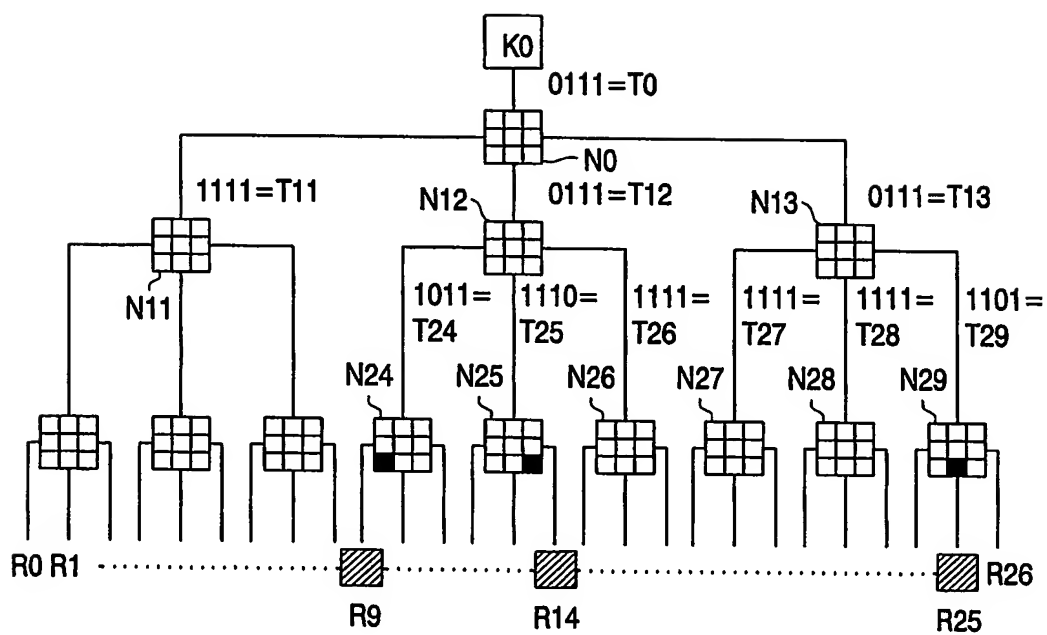 K0
0111=T0
N0
1111=T11
N12
0111=T12
N13
0111=T13
N11
1011=
T24
1110=
T25
1111=
T26
1111=
T27
1111=
T28
1101=
T29
N24
N25
N26
N27
N28
N29
R0 R1
R26
R9
R14
R25